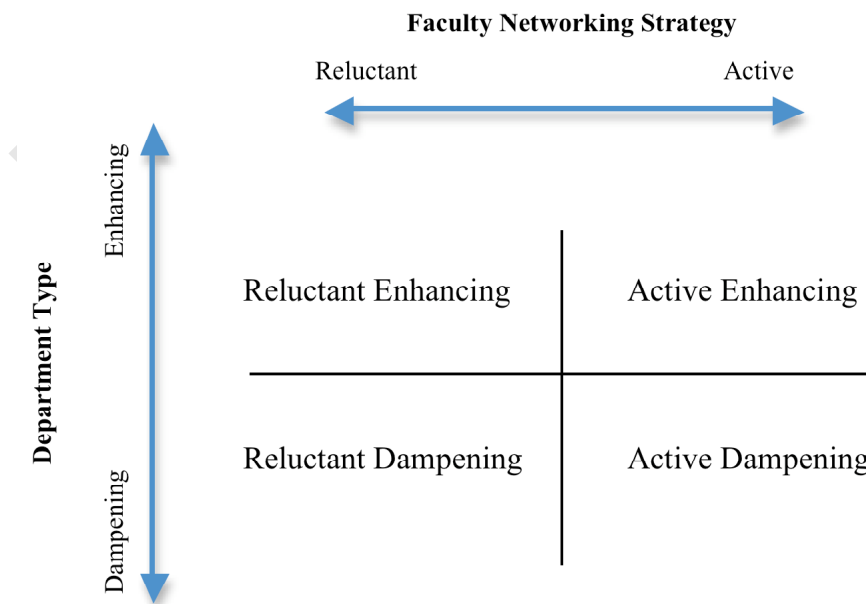 Faculty Networking Strategy
Reluctant Active
Enhancing
Department Type
Reluctant Enhancing Active Enhancing
Reluctant Dampening Active Dampening
Dampening